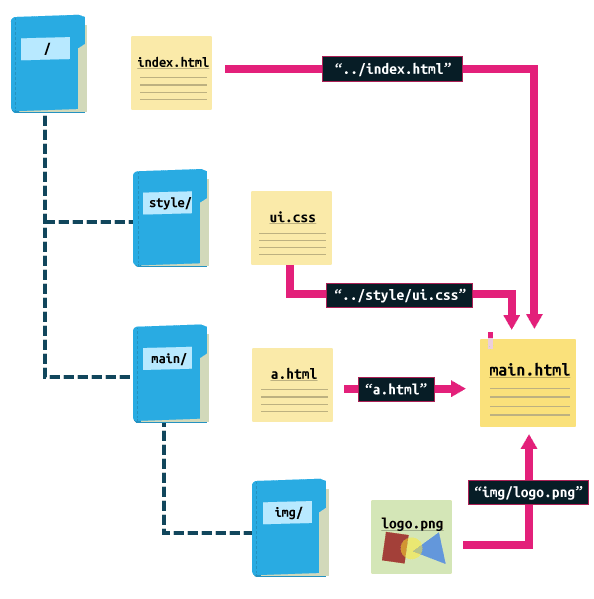 /
index.html
“../index.html”
style/
ui.css
“../style/ui.css”
main/
a.html
“a.html”
main.html
img/
logo.png
“img/logo.png”